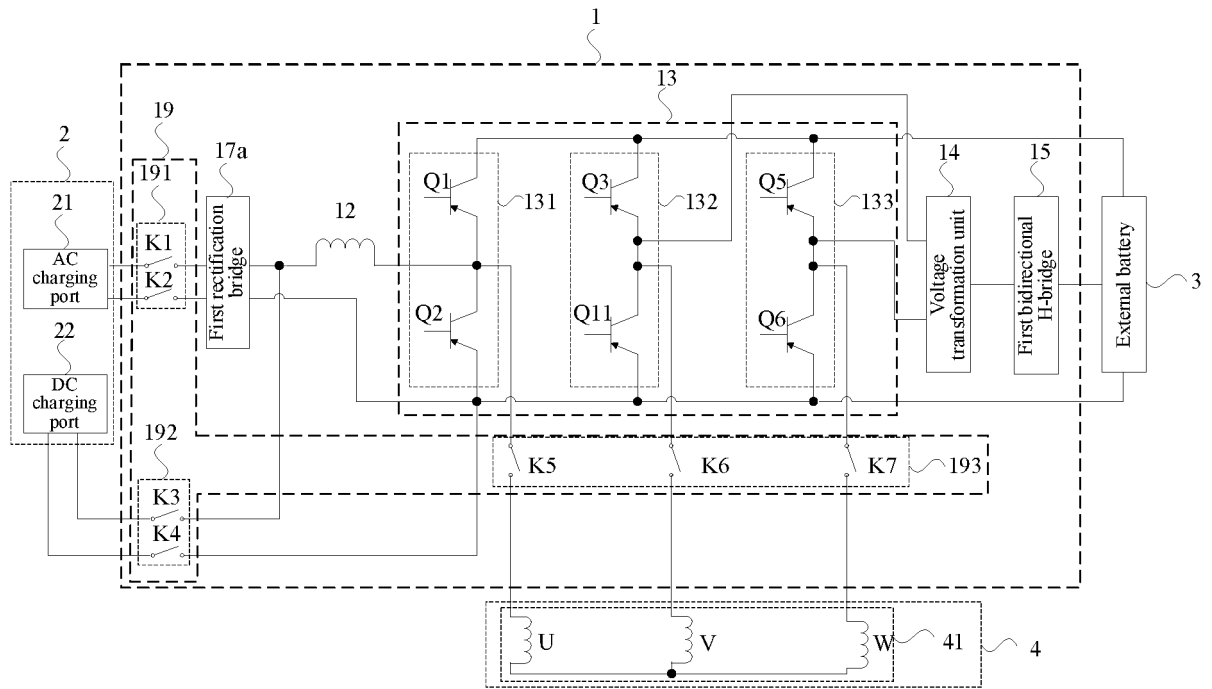 1
13
19
2
17a
191
14
15
21
Q1
Q3
Q5
131
132
133
12
K1
AC
charging
port
K2
First rectification
bridge
Voltage
transformation unit
First bidirectional
H-bridge
External battery
3
Q2
Q11
Q6
22
DC
charging
port
192
K5
K6
K7
193
K3
K4
U
V
W
41
4